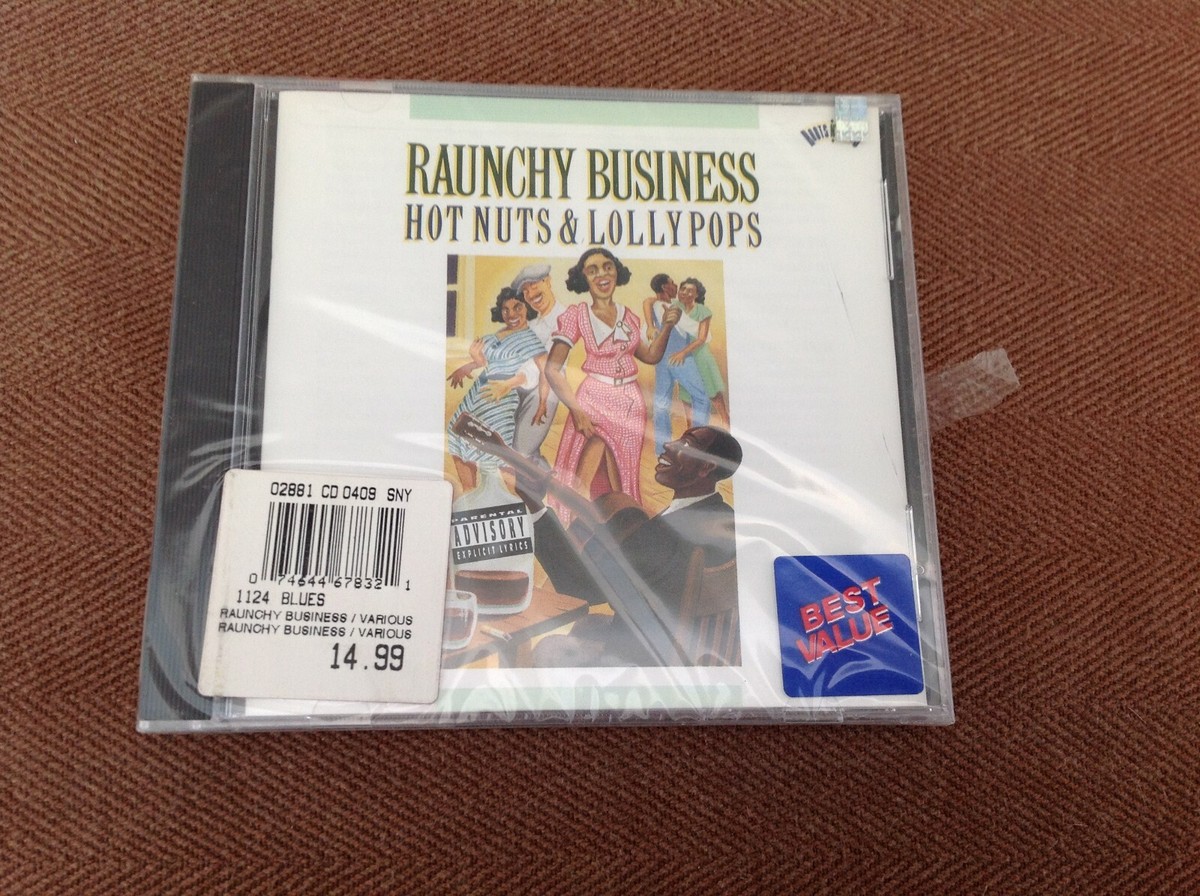 RAUNCHY BUSINESS
HOT NUTS & LOLLYPOPS
PARENTAL
ADVISORY
EXPLICIT LYRICS
02881 CD 0409 SNY
0 74644 67832 1
1124 BLUES
RAUNCHY BUSINESS / VARIOUS
RAUNCHY BUSINESS / VARIOUS
14.99
BEST
VALUE